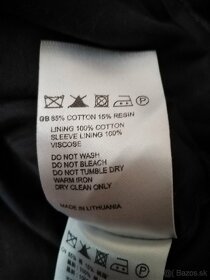 GB 85% COTTON 15% RESIN
LINING 100% COTTON
SLEEVE LINING 100%
VISCOSE
DO NOT WASH
DO NOT BLEACH
DO NOT TUMBLE DRY
WARM IRON
DRY CLEAN ONLY
MADE IN LITHUANIA
bazar.sk